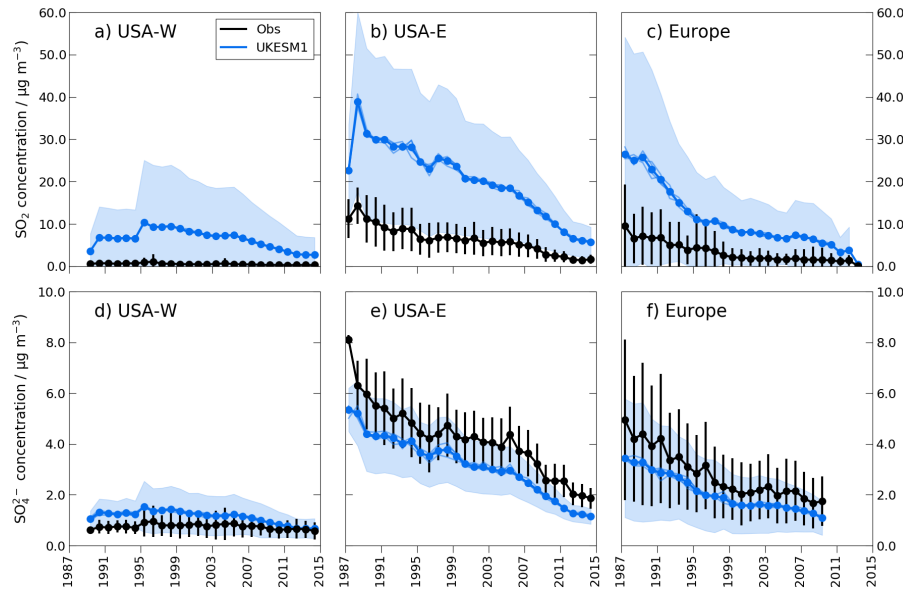 a) USA-W
Obs
UKESM1
b) USA-E
c) Europe
SO₂ concentration / μg m⁻³
60.0
50.0
40.0
30.0
20.0
10.0
0.0
60.0
50.0
40.0
30.0
20.0
10.0
0.0
d) USA-W
e) USA-E
f) Europe
SO₄²⁻ concentration / μg m⁻³
10.0
8.0
6.0
4.0
2.0
0.0
10.0
8.0
6.0
4.0
2.0
0.0
1987 1991 1995 1999 2003 2007 2011 2015
1987 1991 1995 1999 2003 2007 2011 2015
1987 1991 1995 1999 2003 2007 2011 2015